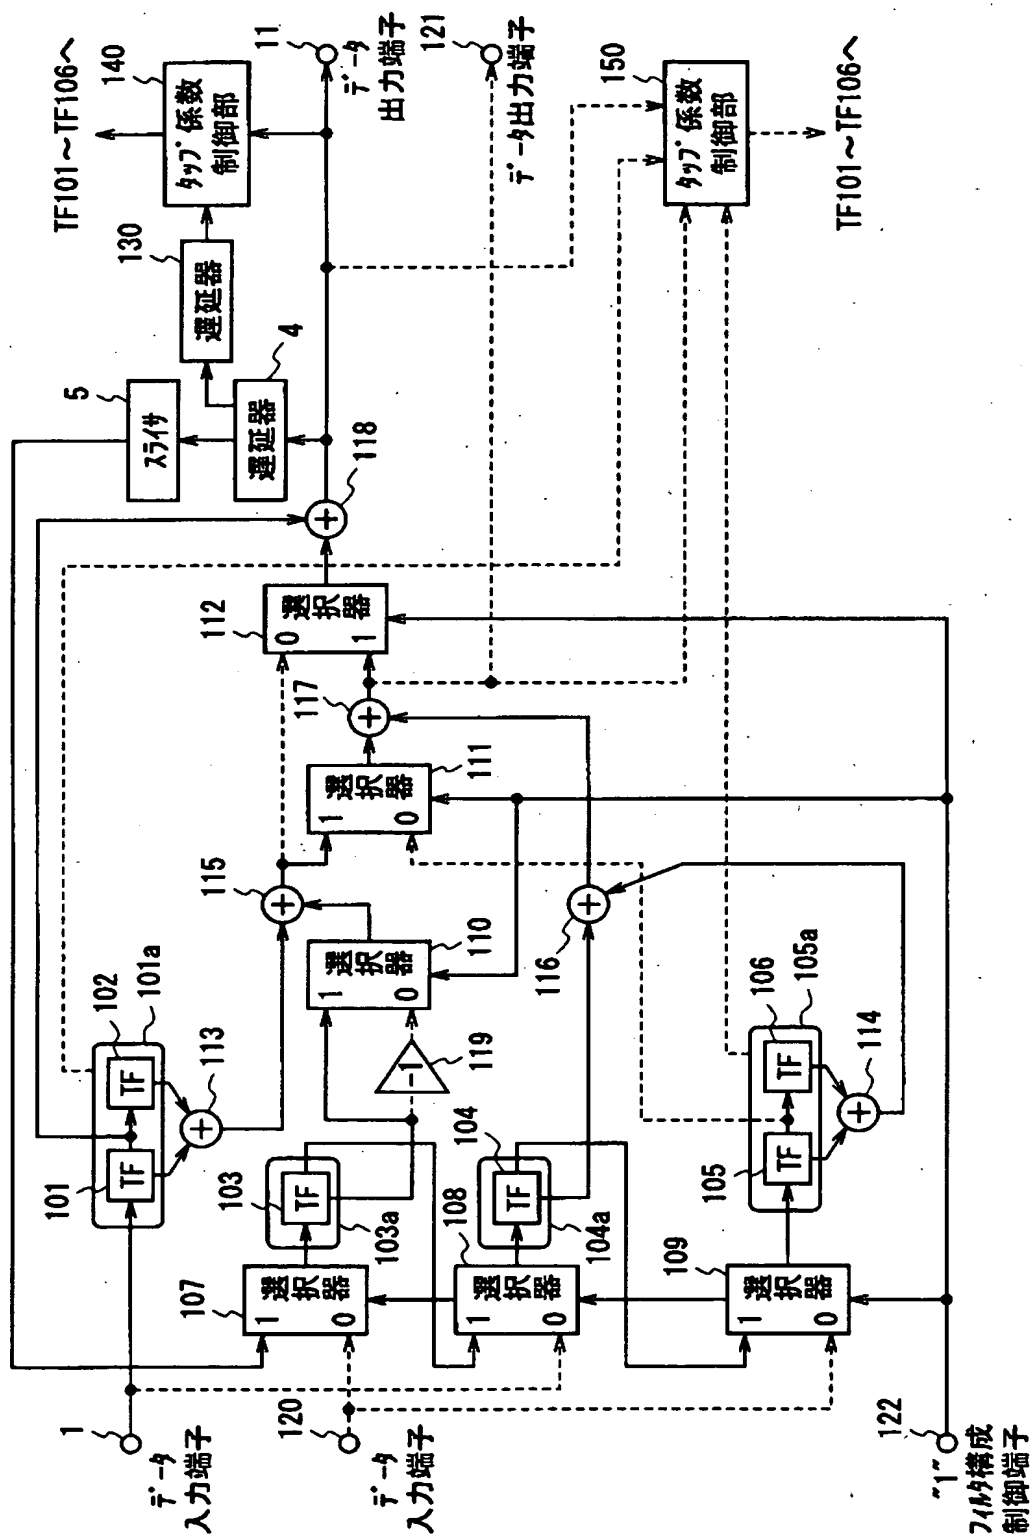 1
データ
入力端子
120
データ
入力端子
122
"1"
フィルタ構成
制御端子
101
TF
102
TF
101a
113
107
選択器
1
0
103
TF
103a
108
選択器
1
0
104
TF
104a
109
選択器
1
0
105
TF
106
TF
105a
114
119
-1
110
選択器
1
0
115
116
111
選択器
1
0
117
112
選択器
0
1
118
5
スライサ
4
遅延器
130
遅延器
140
タップ係数
制御部
TF101～TF106へ
11
データ
出力端子
121
データ出力端子
150
タップ係数
制御部
TF101～TF106へ